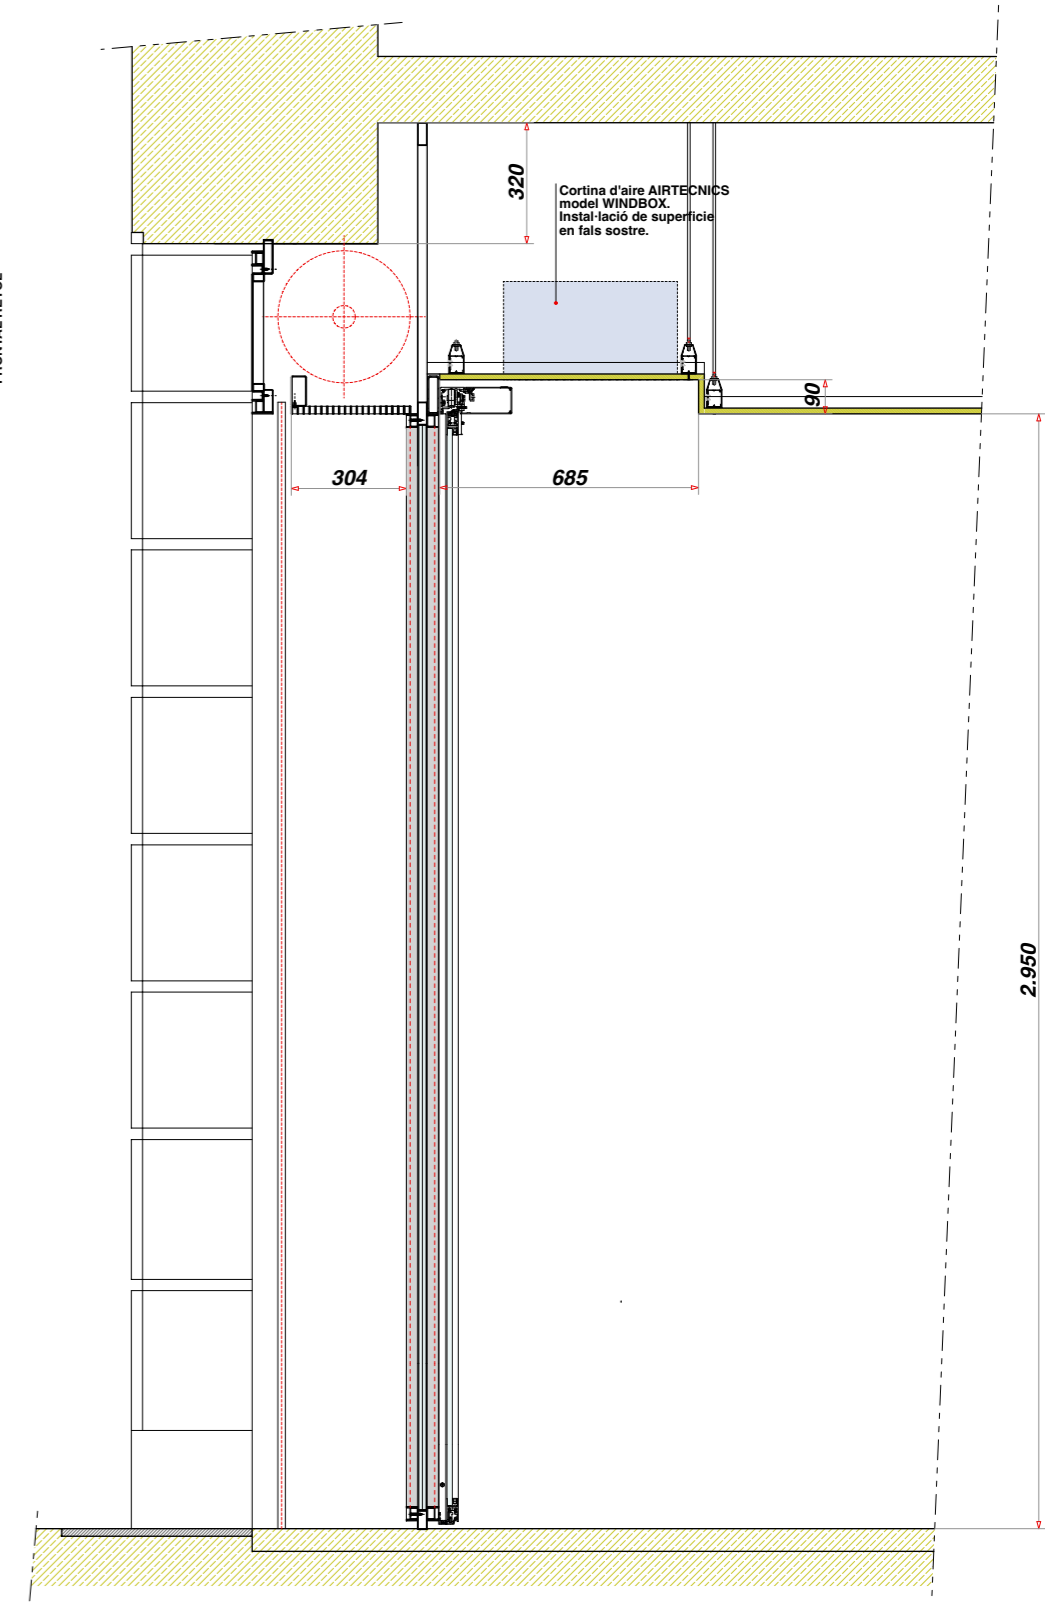 320
Cortina d'aire AIRTECNICS
model WINDBOX.
Instal·lació de superficie
en fals sostre.
90
304
685
2.950